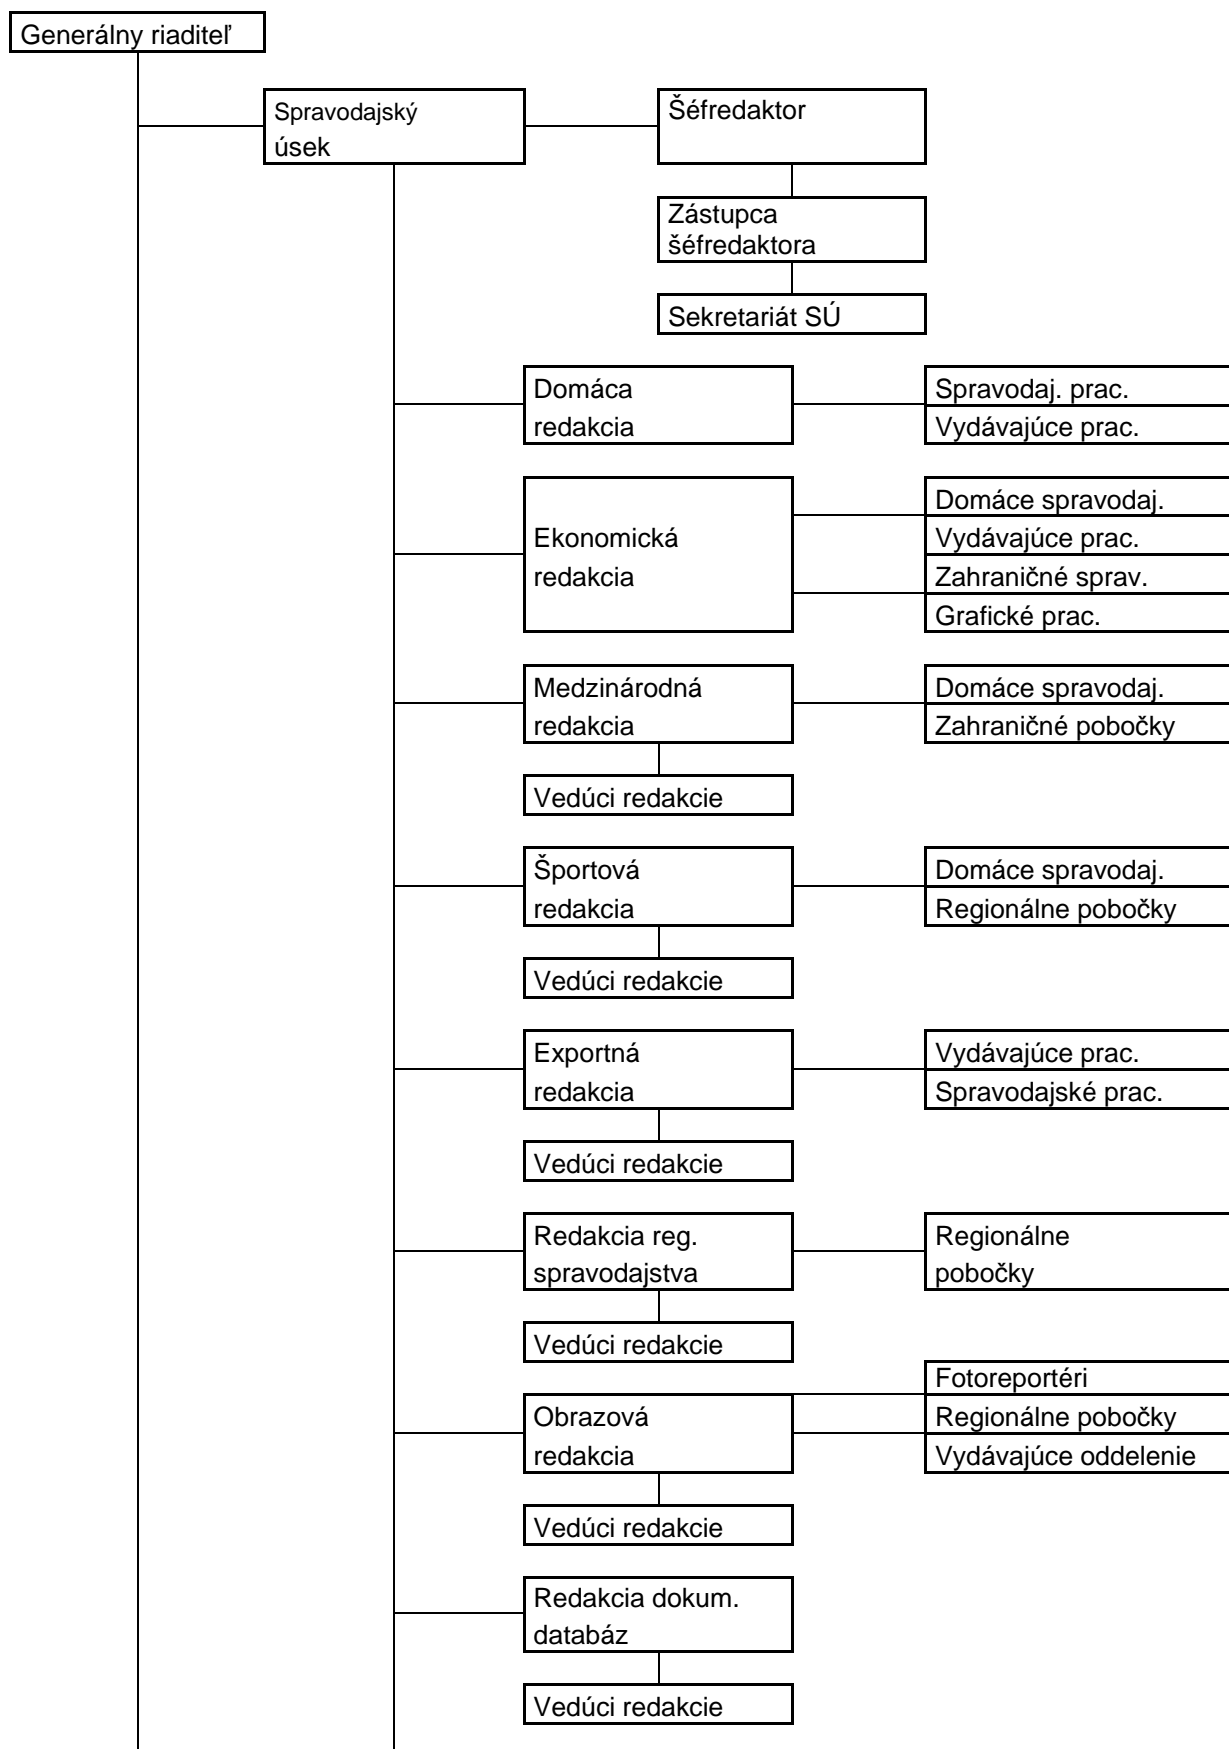 Generálny riaditeľ
Spravodajský
úsek
Šéfredaktor
Zástupca
šéfredaktora
Sekretariát SÚ
Domáca
redakcia
Spravodaj. prac.
Vydávajúce prac.
Ekonomická
redakcia
Domáce spravodaj.
Vydávajúce prac.
Zahraničné sprav.
Grafické prac.
Medzinárodná
redakcia
Domáce spravodaj.
Zahraničné pobočky
Vedúci redakcie
Športová
redakcia
Domáce spravodaj.
Regionálne pobočky
Vedúci redakcie
Exportná
redakcia
Vydávajúce prac.
Spravodajské prac.
Vedúci redakcie
Redakcia reg.
spravodajstva
Regionálne
pobočky
Vedúci redakcie
Obrazová
redakcia
Fotoreportéri
Regionálne pobočky
Vydávajúce oddelenie
Vedúci redakcie
Redakcia dokum.
databáz
Vedúci redakcie